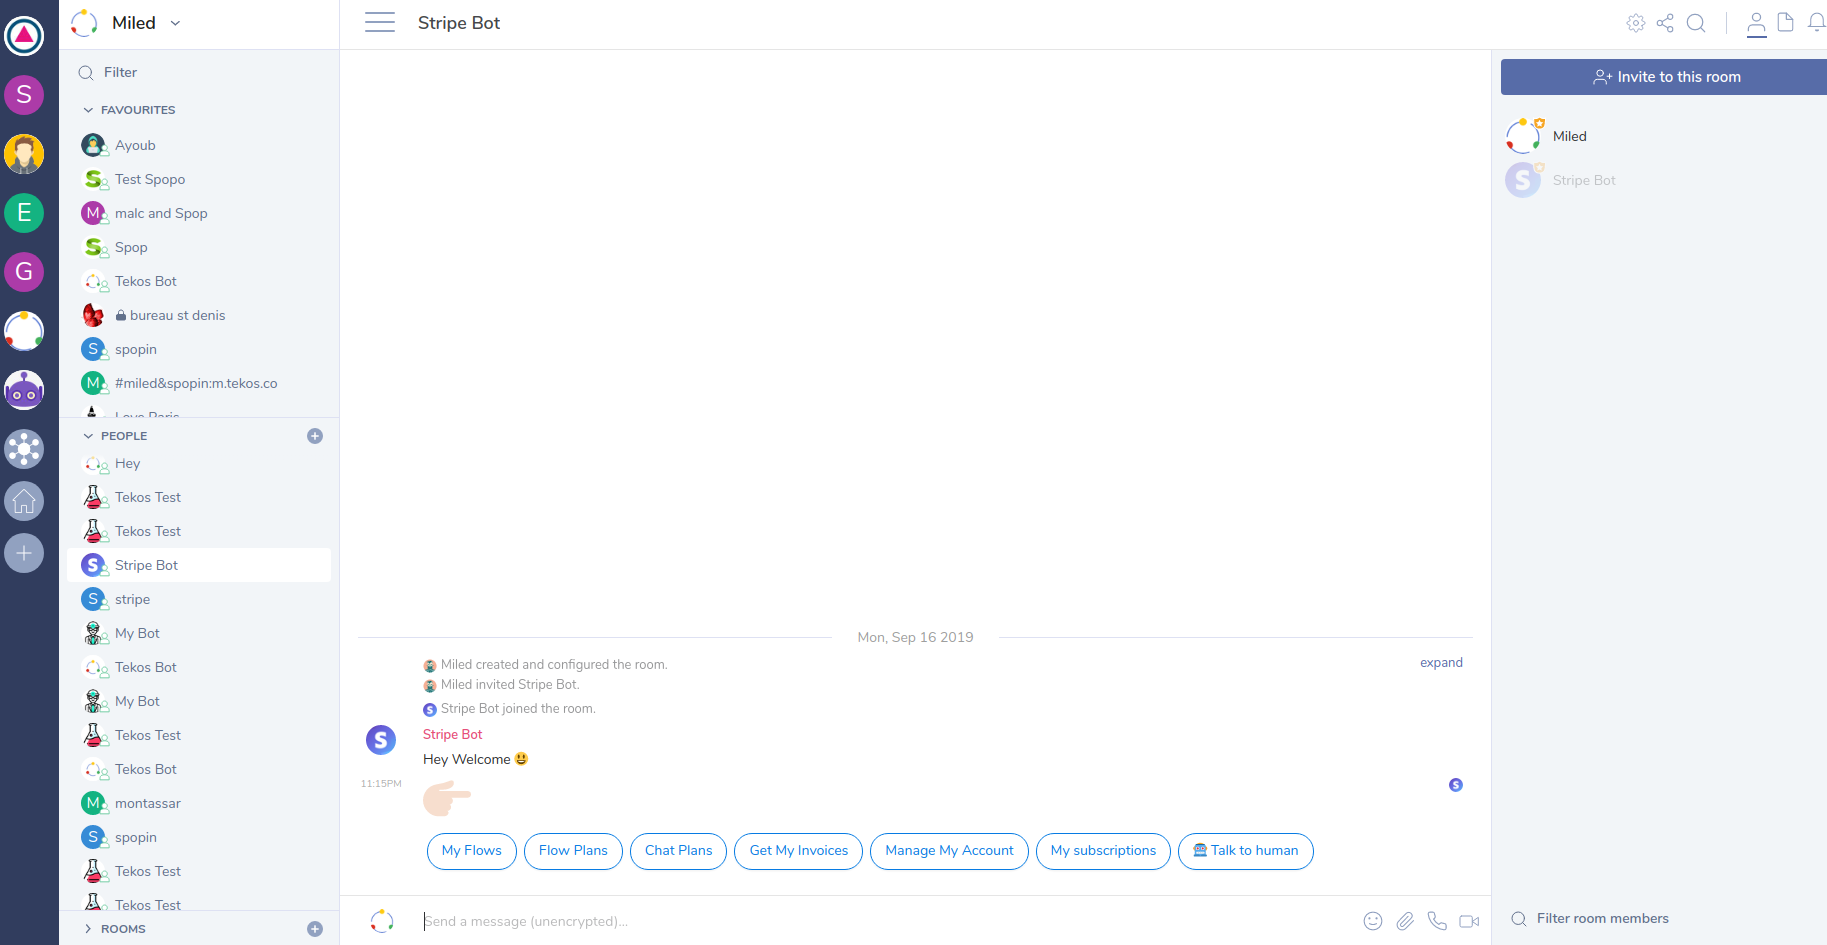 Miled
Filter
FAVOURITES
Ayoub
Test Spopo
M malc and Spop
Spop
Tekos Bot
bureau st denis
S spopin
M #miled&spopin:m.tekos.co
Love Paris
PEOPLE
Hey
Tekos Test
Tekos Test
S Stripe Bot
S stripe
My Bot
Tekos Bot
My Bot
Tekos Test
Tekos Bot
M montassar
S spopin
Tekos Test
Tekos Test
ROOMS
S
E
G
Stripe Bot
Mon, Sep 16 2019
Miled created and configured the room.
expand
Miled invited Stripe Bot.
S Stripe Bot joined the room.
S Stripe Bot
Hey Welcome 😃
11:15PM
S
My Flows
Flow Plans
Chat Plans
Get My Invoices
Manage My Account
My subscriptions
Talk to human
Send a message (unencrypted)...
Invite to this room
Miled
S Stripe Bot
Filter room members